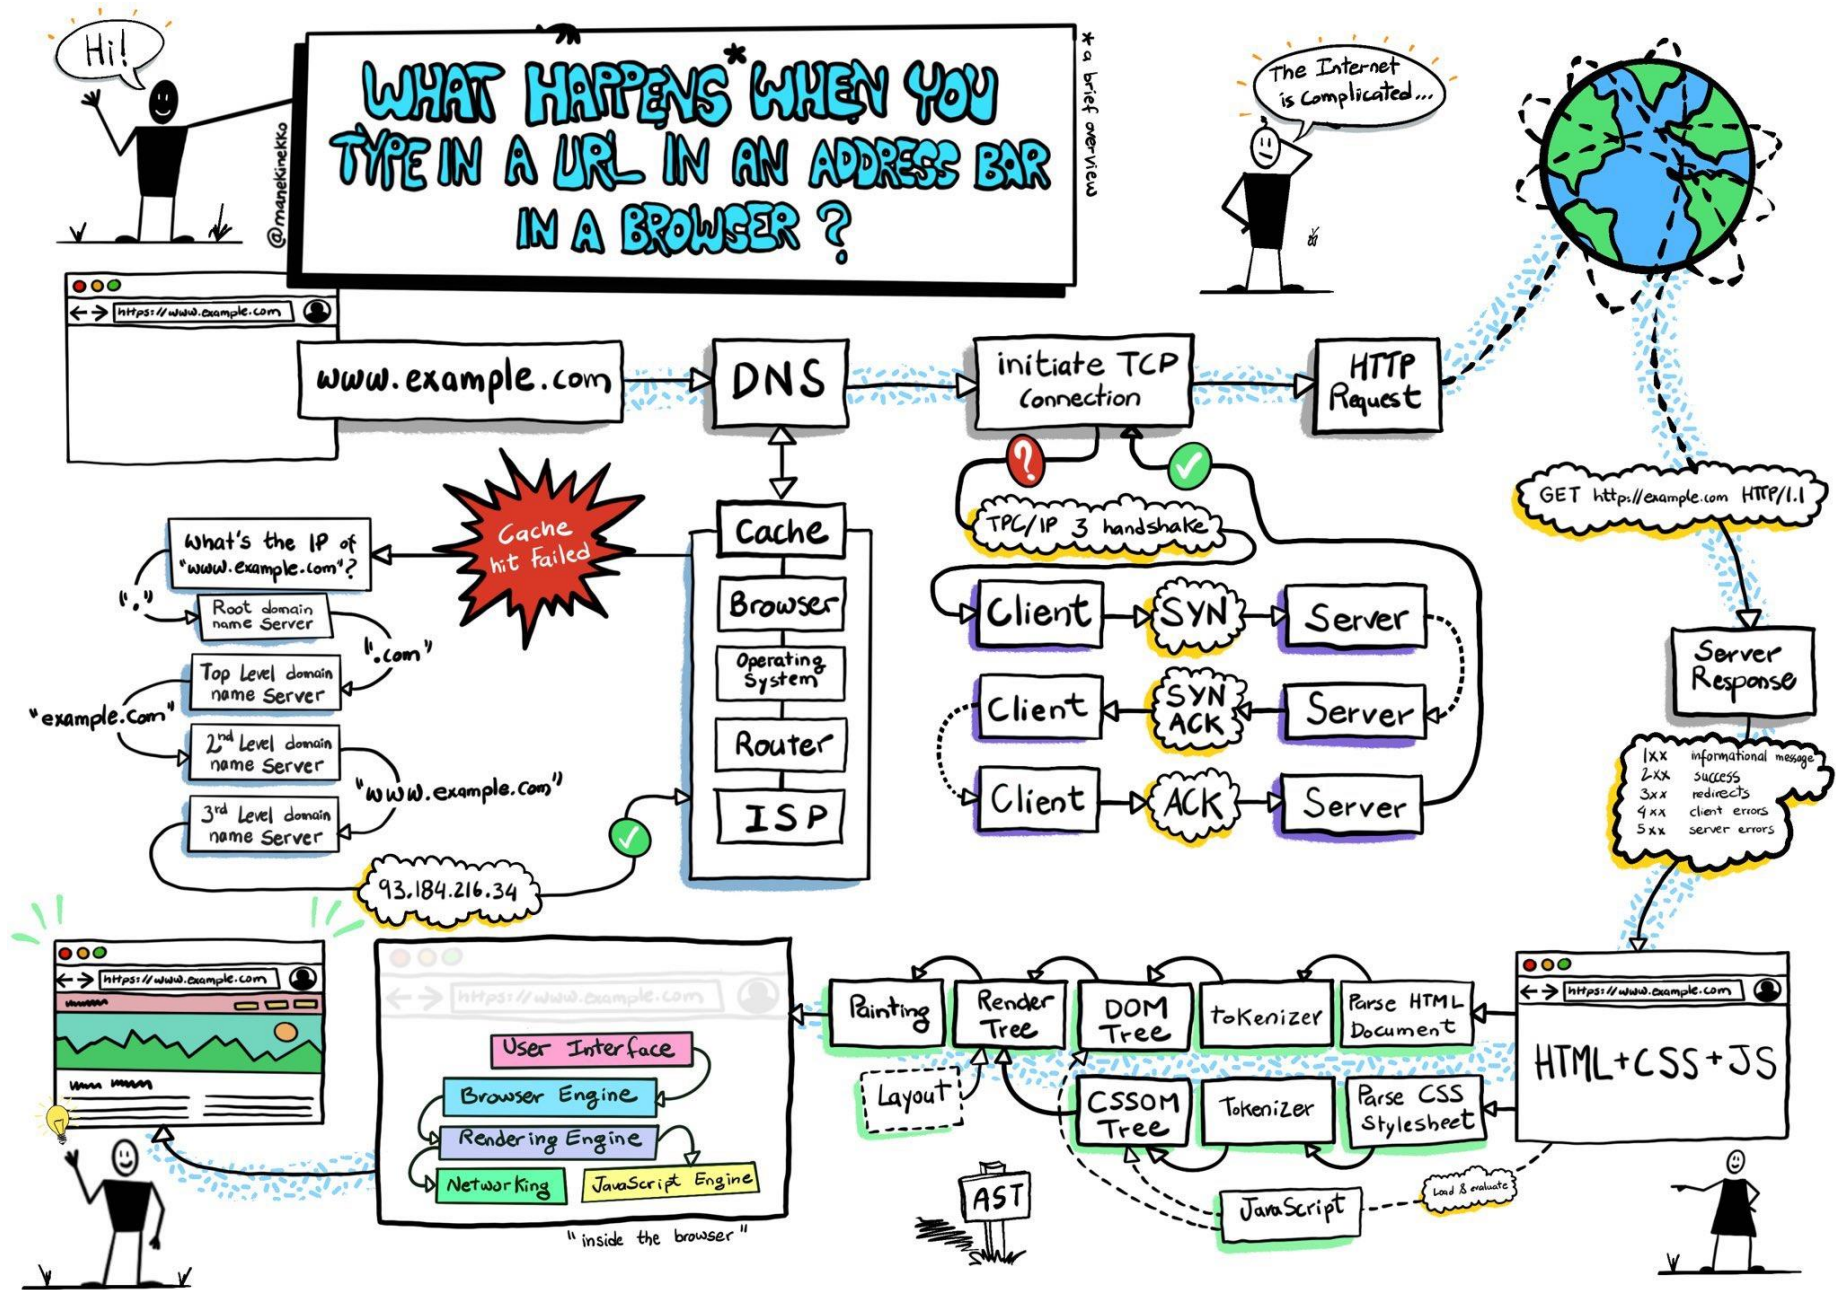 Hi!
WHAT HAPPENS* WHEN YOU
TYPE IN A URL IN AN ADDRESS BAR
IN A BROWSER ?
* a brief overview
@manekinekko
The Internet
is complicated...
https://www.example.com
www.example.com
DNS
initiate TCP
Connection
HTTP
Request
Cache
hit Failed
What's the IP of
"www.example.com"?
"."
Root domain
name Server
".com"
Top Level domain
name Server
"example.com"
2nd Level domain
name Server
"www.example.com"
3rd Level domain
name Server
93.184.216.34
Cache
Browser
Operating
System
Router
ISP
?
TPC/IP 3 handshake
Client
SYN
Server
Client
SYN
ACK
Server
Client
ACK
Server
GET http://example.com HTTP/1.1
Server
Response
1xx informational message
2xx success
3xx redirects
4xx client errors
5xx server errors
https://www.example.com
HTML+CSS+JS
Parse HTML
Document
tokenizer
DOM
Tree
Render
Tree
Painting
Layout
Parse CSS
Stylesheet
Tokenizer
CSSOM
Tree
Load & evaluate
JavaScript
AST
https://www.example.com
User Interface
Browser Engine
Rendering Engine
Networking
JavaScript Engine
"inside the browser"
https://www.example.com